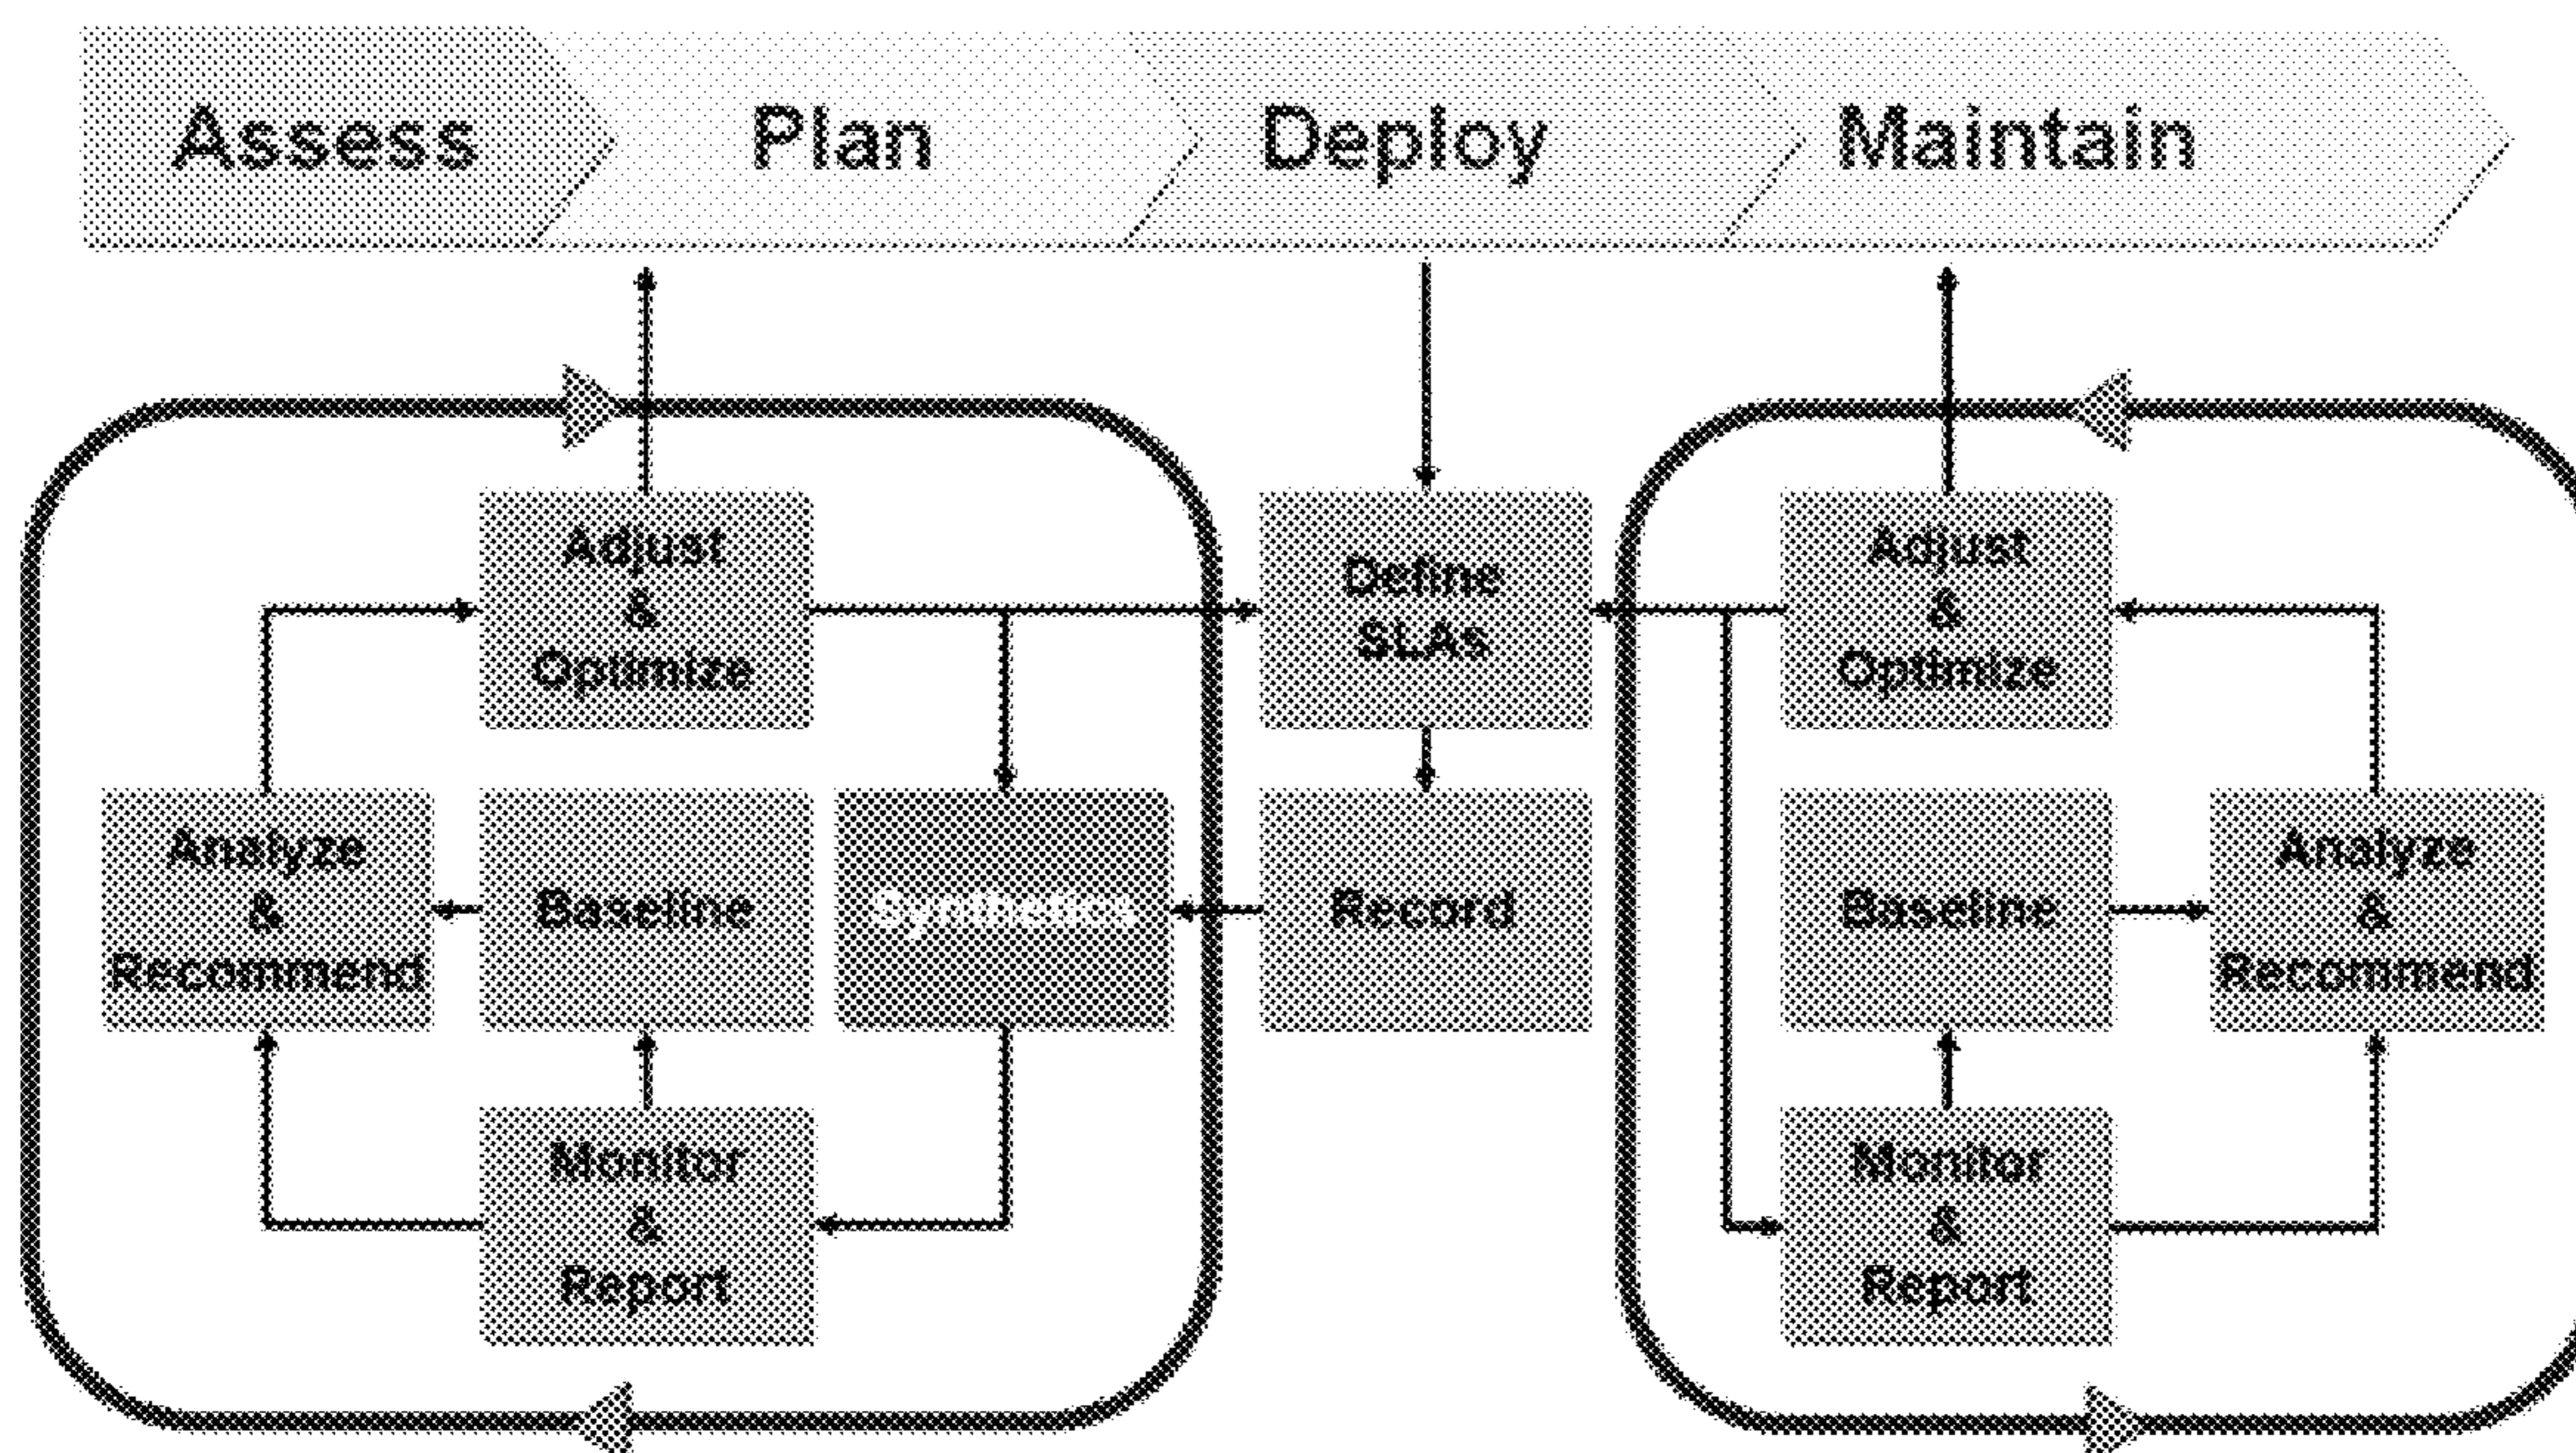 Assess
Plan
Deploy
Maintain
Adjust
&
Optimize
Define
SLAs
Adjust
&
Optimize
Analyze
&
Recommend
Baseline
Synthetics
Record
Baseline
Analyze
&
Recommend
Monitor
&
Report
Monitor
&
Report